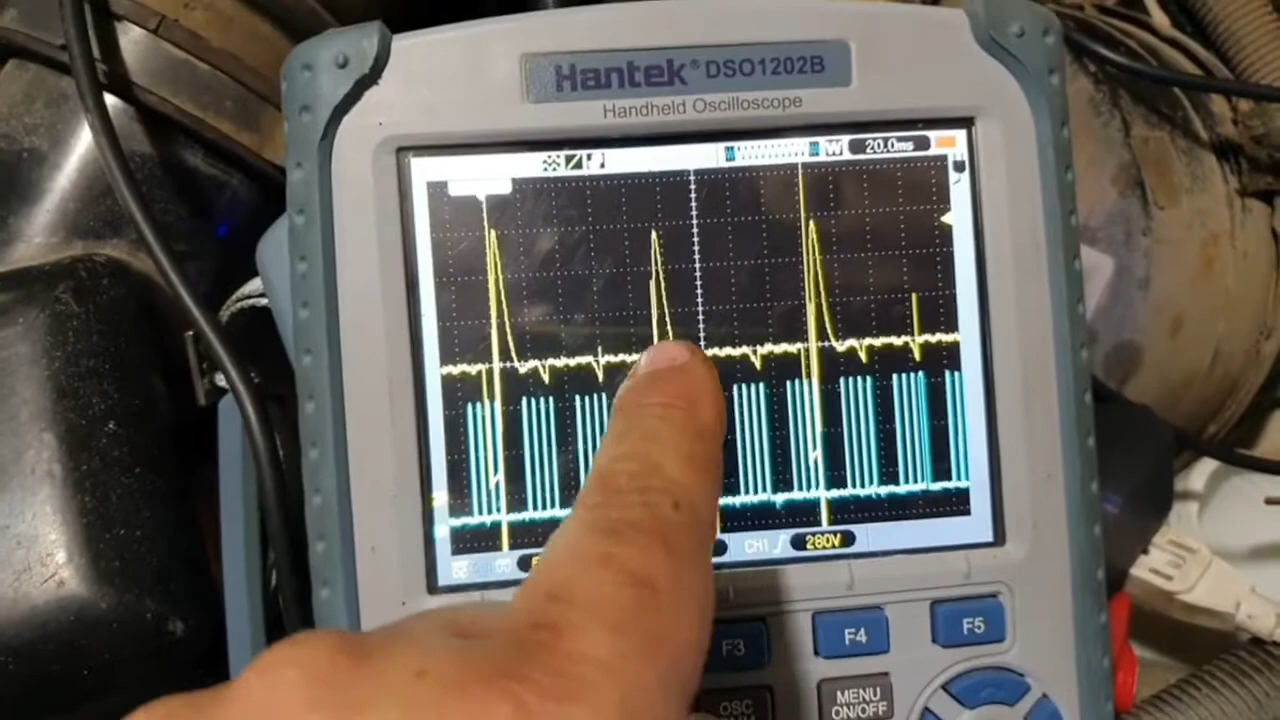 Hantek® DSO1202B
Handheld Oscilloscope
W 20.0ms
CH1 280V
F3 F4 F5
OSC
MENU
ON/OFF